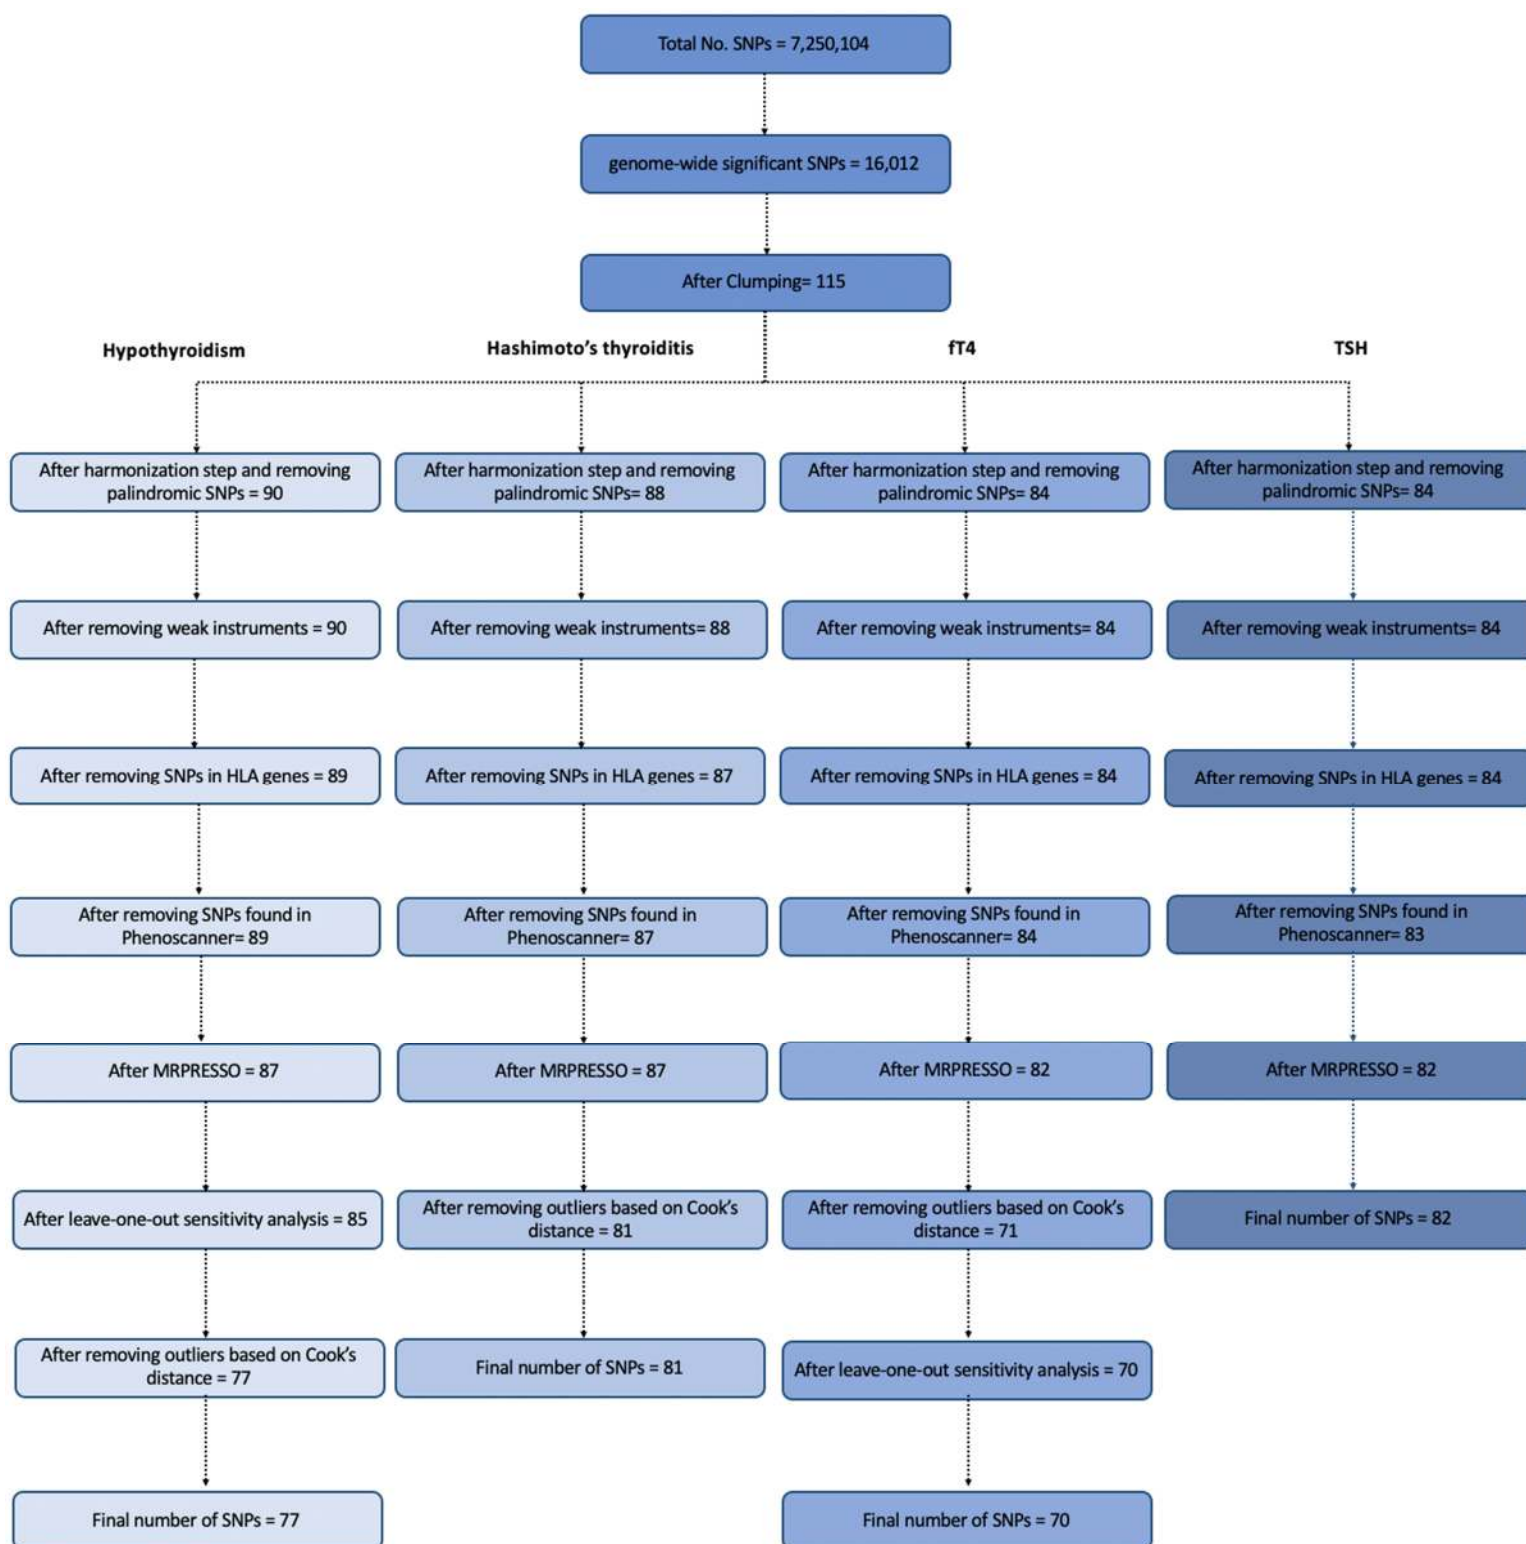 Total No. SNPs = 7,250,104
genome-wide significant SNPs = 16,012
After Clumping= 115
Hypothyroidism
Hashimoto's thyroiditis
fT4
TSH
After harmonization step and removing
palindromic SNPs = 90
After harmonization step and removing
palindromic SNPs= 88
After harmonization step and removing
palindromic SNPs= 84
After harmonization step and removing
palindromic SNPs= 84
After removing weak instruments = 90
After removing weak instruments= 88
After removing weak instruments= 84
After removing weak instruments= 84
After removing SNPs in HLA genes = 89
After removing SNPs in HLA genes = 87
After removing SNPs in HLA genes = 84
After removing SNPs in HLA genes = 84
After removing SNPs found in
Phenoscanner= 89
After removing SNPs found in
Phenoscanner= 87
After removing SNPs found in
Phenoscanner= 84
After removing SNPs found in
Phenoscanner= 83
After MRPRESSO = 87
After MRPRESSO = 87
After MRPRESSO = 82
After MRPRESSO = 82
After leave-one-out sensitivity analysis = 85
After removing outliers based on Cook's
distance = 81
After removing outliers based on Cook's
distance = 71
Final number of SNPs = 82
After removing outliers based on Cook's
distance = 77
Final number of SNPs = 81
After leave-one-out sensitivity analysis = 70
Final number of SNPs = 77
Final number of SNPs = 70